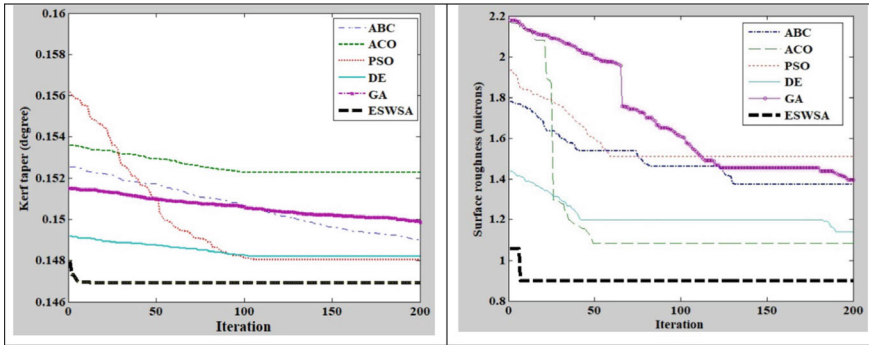 0.16
0.158
0.156
0.154
0.152
0.15
0.148
0.146
0
50
100
150
200
Kerf taper (degree)
Iteration
ABC
ACO
PSO
DE
GA
ESWSA
2.2
2
1.8
1.6
1.4
1.2
1
0.8
0
50
100
150
200
Surface roughness (microns)
Iteration
ABC
ACO
PSO
DE
GA
ESWSA